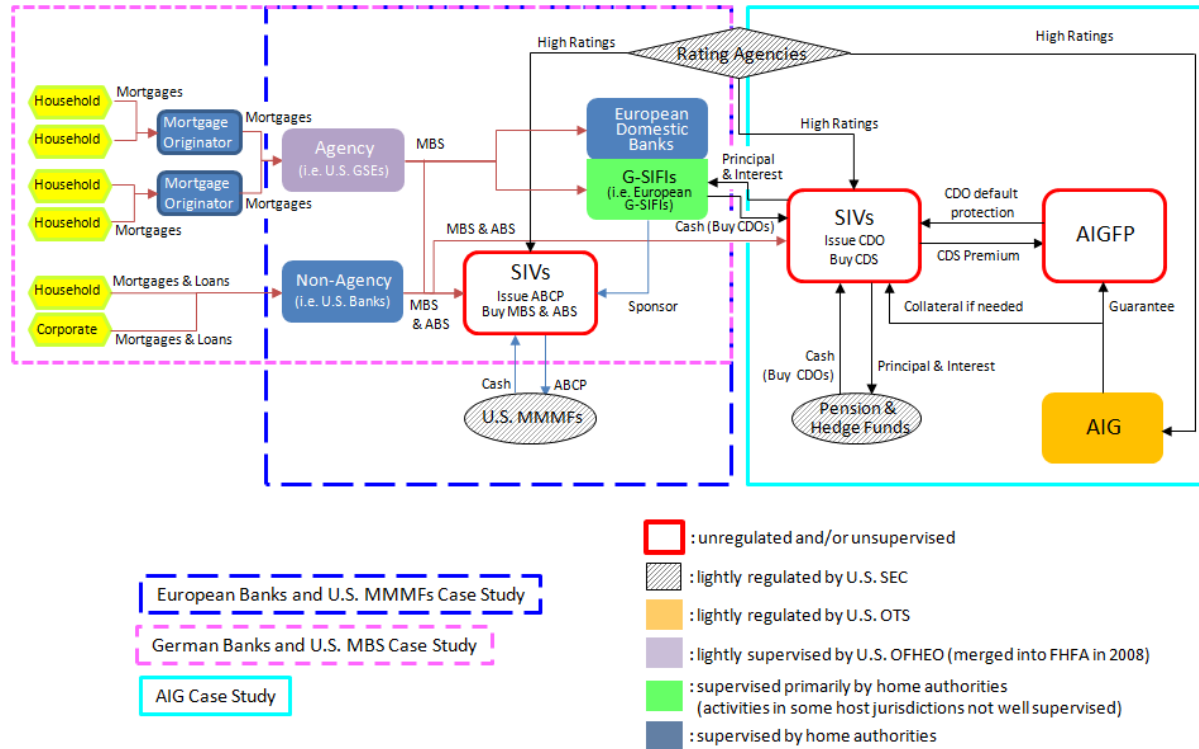 High Ratings
Rating Agencies
High Ratings
Household
Mortgages
Household
Mortgage
Originator
Mortgages
Household
Household
Mortgages
Mortgage
Originator
Mortgages
Agency
(i.e. U.S. GSEs)
MBS
European
Domestic
Banks
G-SIFIs
(i.e. European
G-SIFIs)
High Ratings
Principal
& Interest
Cash (Buy CDOs)
MBS & ABS
SIVs
Issue CDO
Buy CDS
CDO default
protection
CDS Premium
AIGFP
Household
Mortgages & Loans
Corporate
Mortgages & Loans
Non-Agency
(i.e. U.S. Banks)
MBS
& ABS
SIVs
Issue ABCP
Buy MBS & ABS
Sponsor
Collateral if needed
Guarantee
Cash
ABCP
U.S. MMMFs
Cash
(Buy CDOs)
Principal & Interest
Pension &
Hedge Funds
AIG
European Banks and U.S. MMMFs Case Study
German Banks and U.S. MBS Case Study
AIG Case Study
: unregulated and/or unsupervised
: lightly regulated by U.S. SEC
: lightly regulated by U.S. OTS
: lightly supervised by U.S. OFHEO (merged into FHFA in 2008)
: supervised primarily by home authorities
(activities in some host jurisdictions not well supervised)
: supervised by home authorities